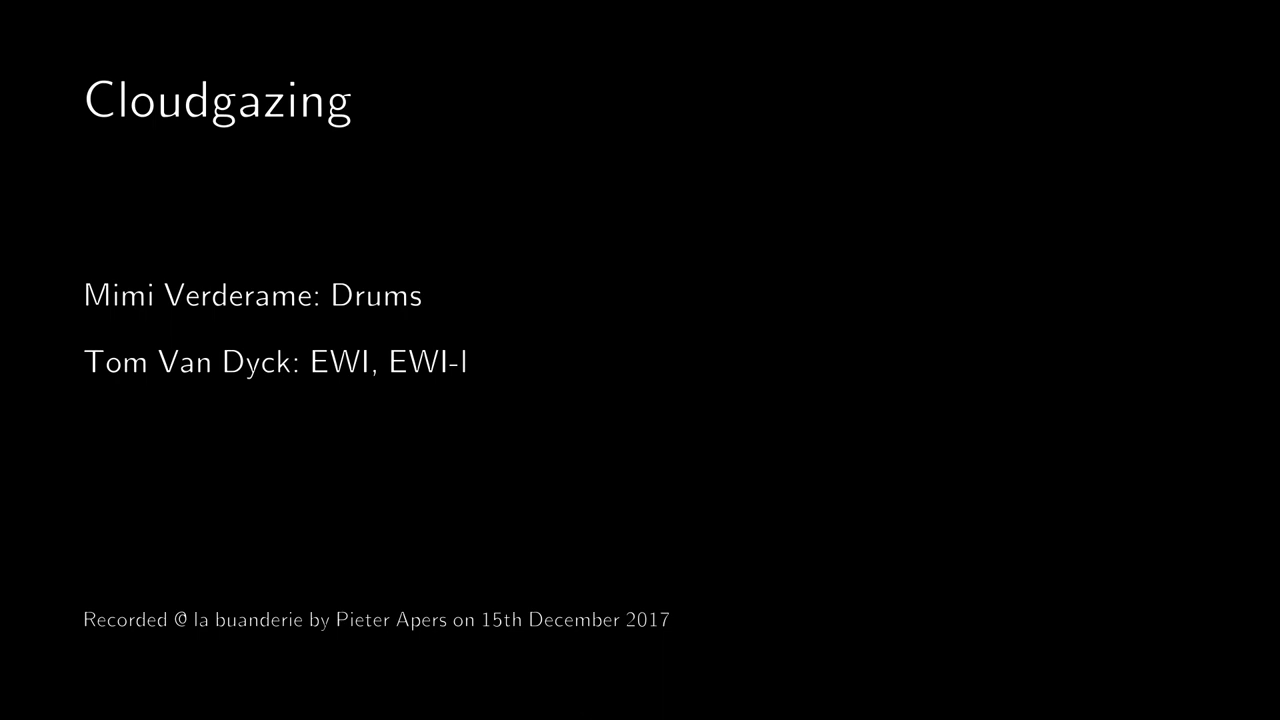 Cloudgazing
Mimi Verderame: Drums
Tom Van Dyck: EWI, EWI-l
Recorded @ la buanderie by Pieter Apers on 15th December 2017